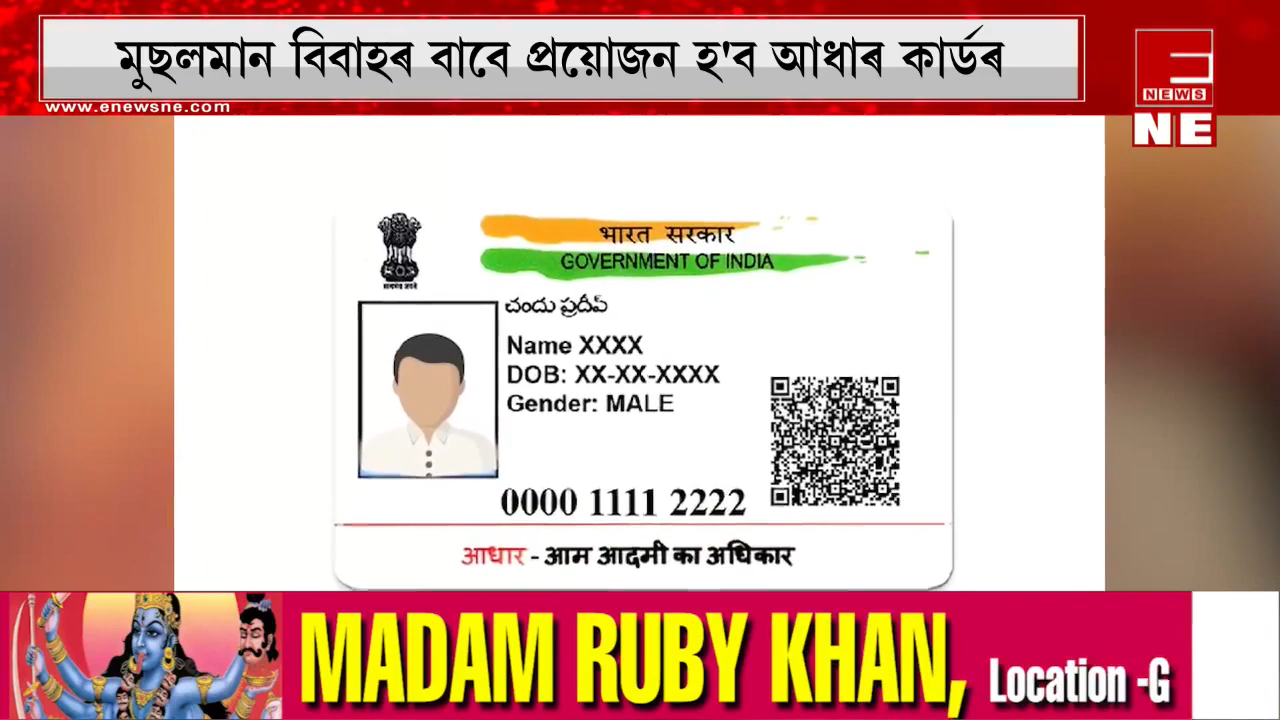 মুছলমান বিবাহৰ বাবে প্ৰয়োজন হ'ব আধাৰ কাৰ্ডৰ
www.enewsne.com
E
NEWS
NE
भारत सरकार
GOVERNMENT OF INDIA
చందు ప్రదీప్
Name XXXX
DOB: XX-XX-XXXX
Gender: MALE
0000 1111 2222
आधार - आम आदमी का अधिकार
MADAM RUBY KHAN, Location -G